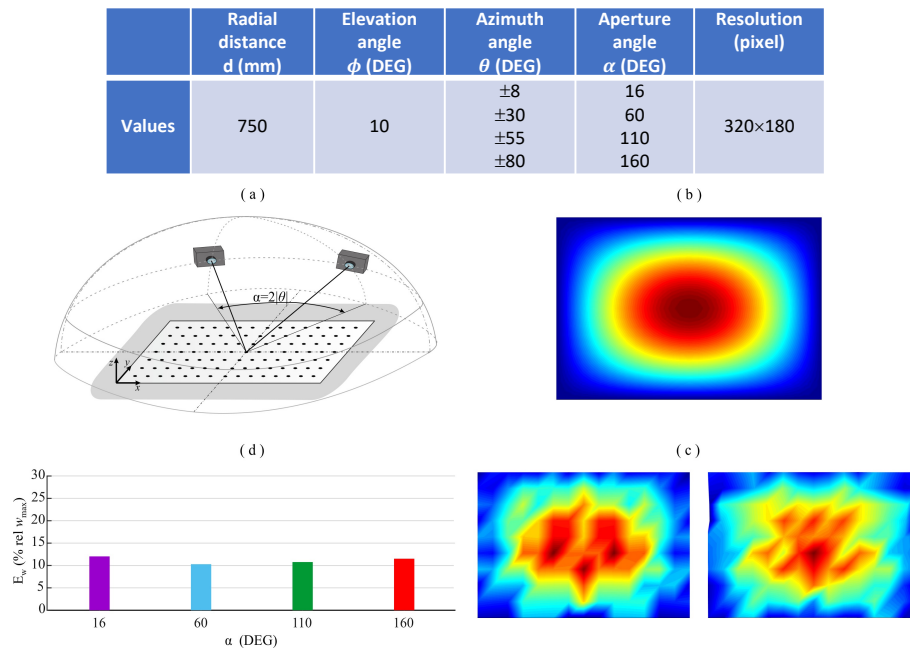 Radial distance d (mm)
Elevation angle ϕ (DEG)
Azimuth angle θ (DEG)
Aperture angle α (DEG)
Resolution (pixel)
Values
750
10
±8
±30
±55
±80
16
60
110
160
320×180
( a )
( b )
α=2|θ|
z
y
x
( d )
( c )
E_w (% rel w_max)
30
25
20
15
10
5
0
16
60
110
160
α (DEG)